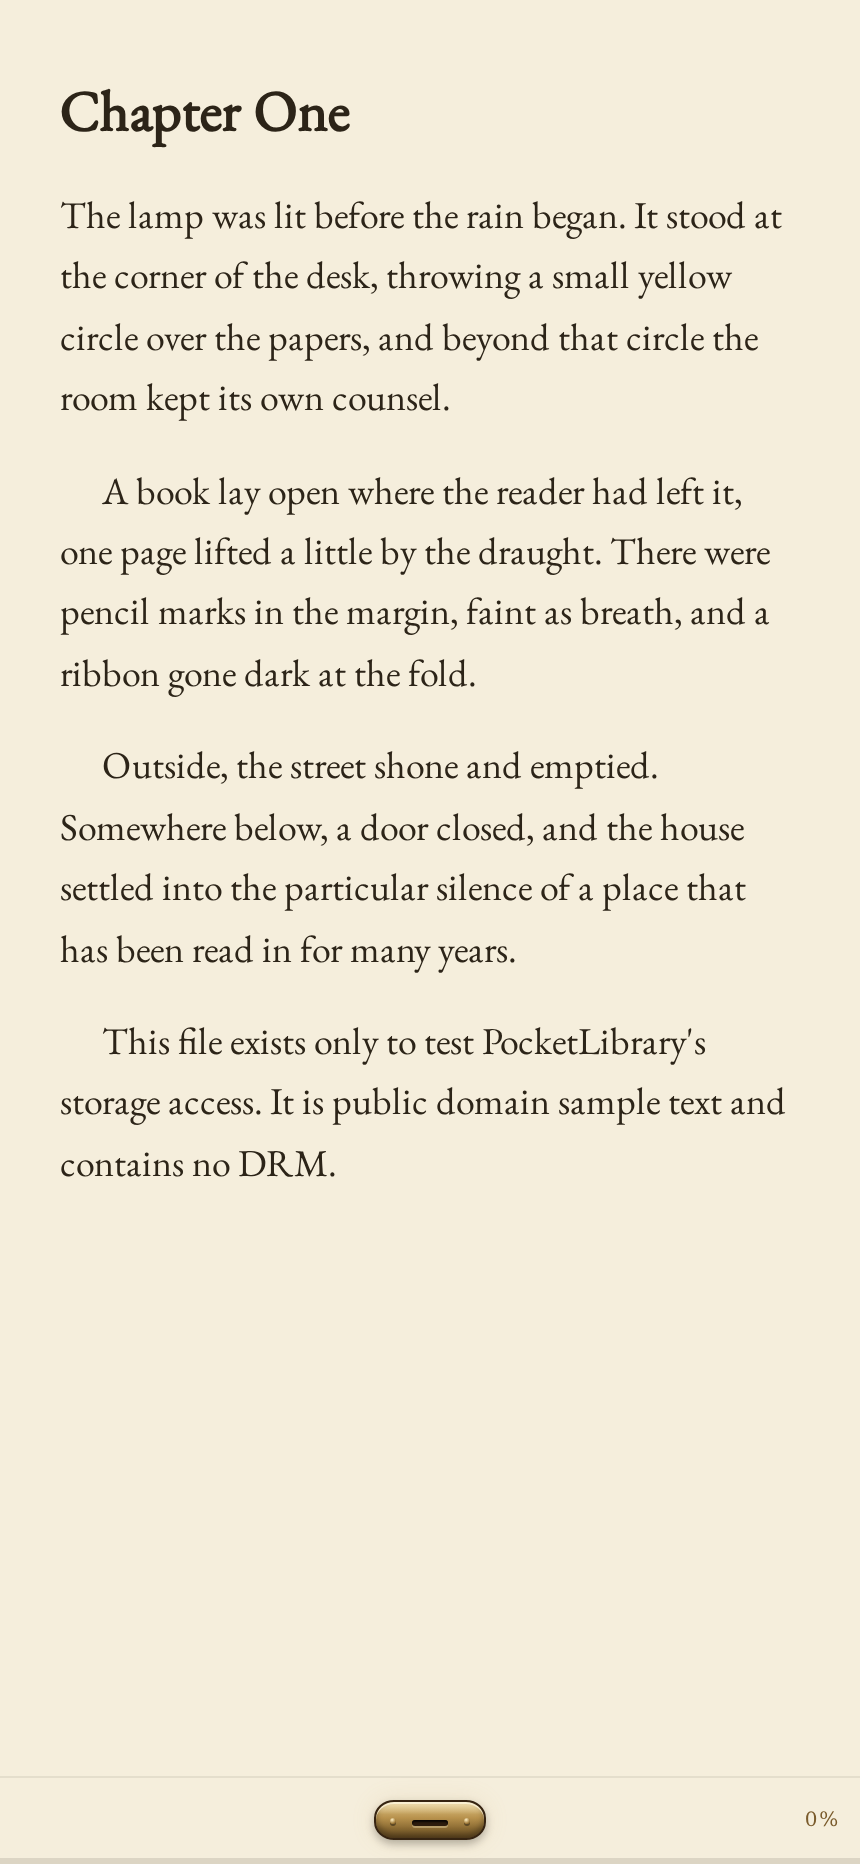 Chapter One
The lamp was lit before the rain began. It stood at
the corner of the desk, throwing a small yellow
circle over the papers, and beyond that circle the
room kept its own counsel.
A book lay open where the reader had left it,
one page lifted a little by the draught. There were
pencil marks in the margin, faint as breath, and a
ribbon gone dark at the fold.
Outside, the street shone and emptied.
Somewhere below, a door closed, and the house
settled into the particular silence of a place that
has been read in for many years.
This file exists only to test PocketLibrary's
storage access. It is public domain sample text and
contains no DRM.
0%